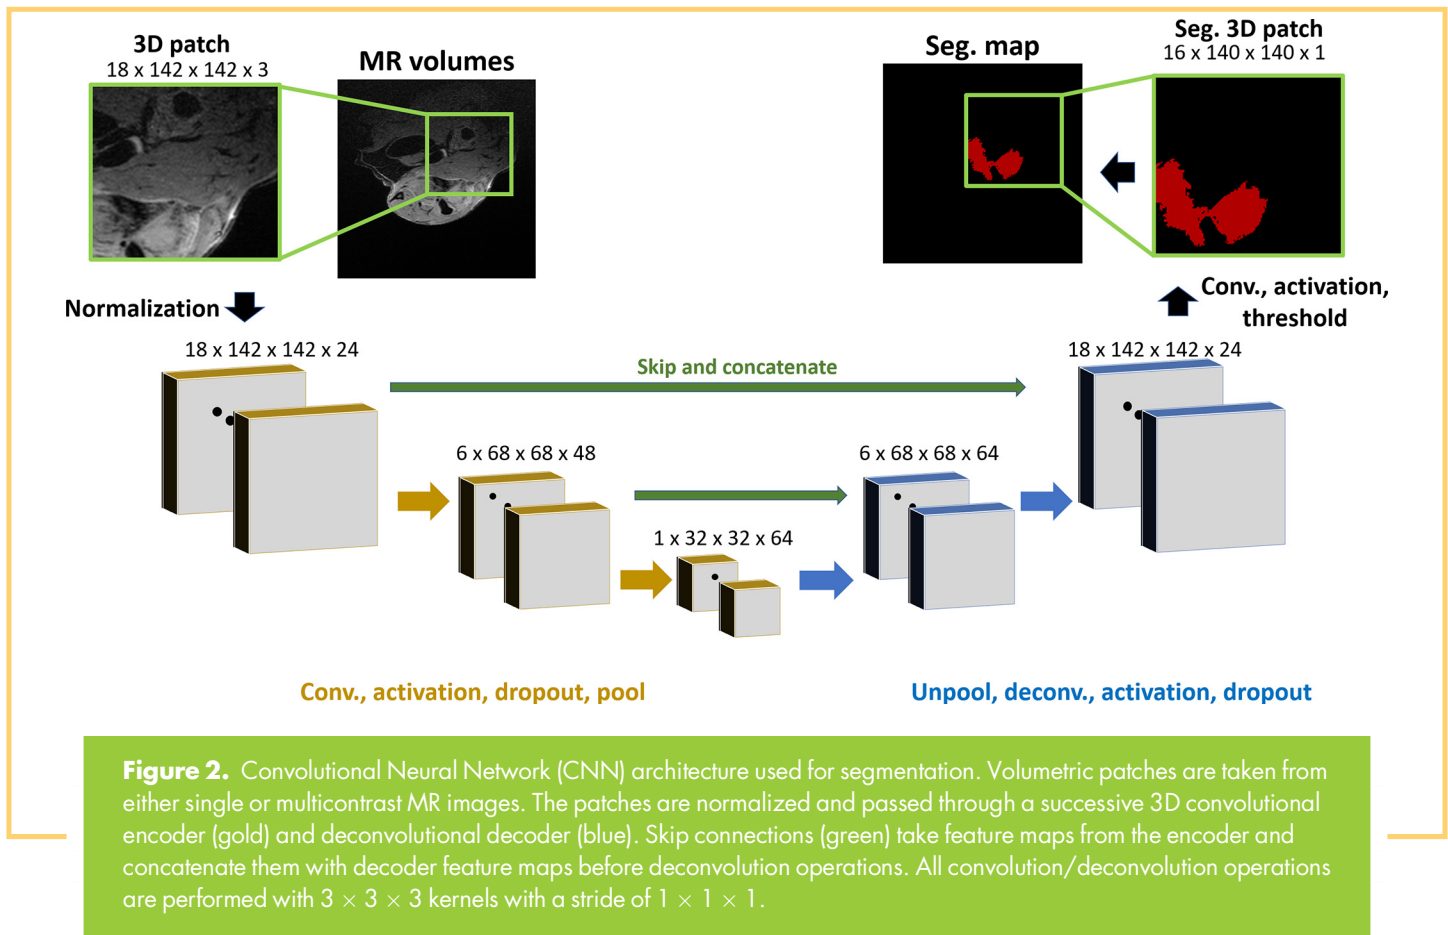 3D patch
18 x 142 x 142 x 3
MR volumes
Seg. map
Seg. 3D patch
16 x 140 x 140 x 1
Normalization
Conv., activation,
threshold
18 x 142 x 142 x 24
Skip and concatenate
18 x 142 x 142 x 24
6 x 68 x 68 x 48
6 x 68 x 68 x 64
1 x 32 x 32 x 64
Conv., activation, dropout, pool
Unpool, deconv., activation, dropout
Figure 2. Convolutional Neural Network (CNN) architecture used for segmentation. Volumetric patches are taken from
either single or multicontrast MR images. The patches are normalized and passed through a successive 3D convolutional
encoder (gold) and deconvolutional decoder (blue). Skip connections (green) take feature maps from the encoder and
concatenate them with decoder feature maps before deconvolution operations. All convolution/deconvolution operations
are performed with 3 × 3 × 3 kernels with a stride of 1 × 1 × 1.